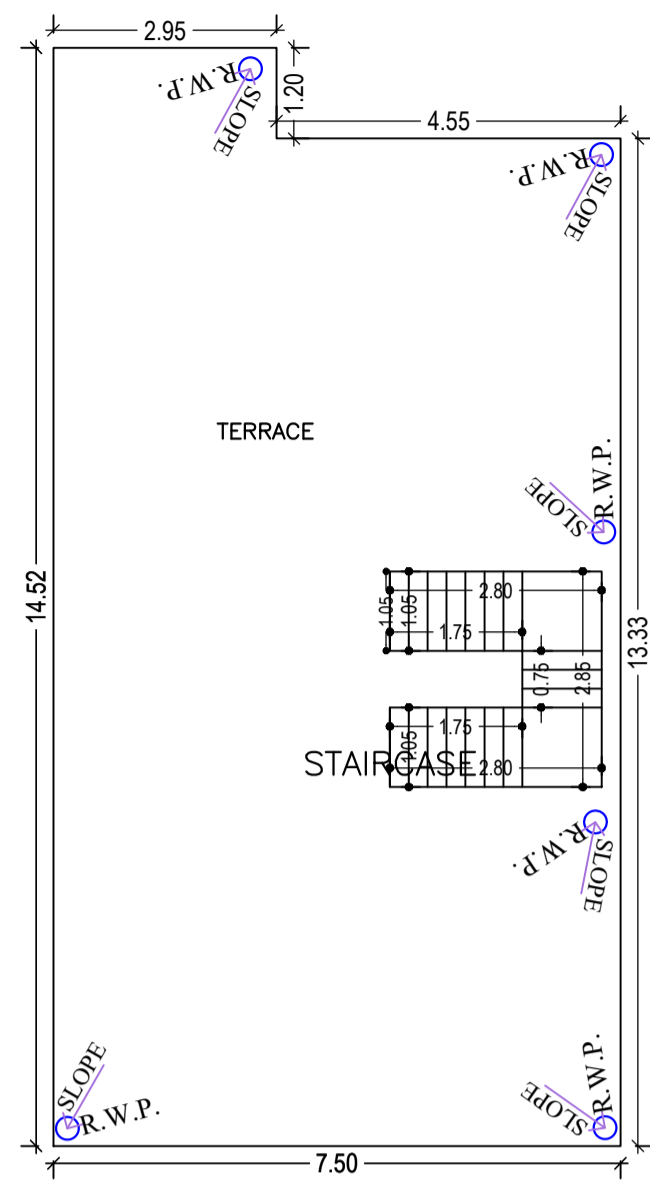 2.95
R.W.P.
SLOPE
1.20
4.55
R.W.P.
SLOPE
TERRACE
R.W.P.
SLOPE
14.52
13.33
1.05
1.05
2.80
1.75
0.75
2.85
1.75
1.05
STAIRCASE
2.80
R.W.P.
SLOPE
SLOPE
R.W.P.
R.W.P.
SLOPE
7.50